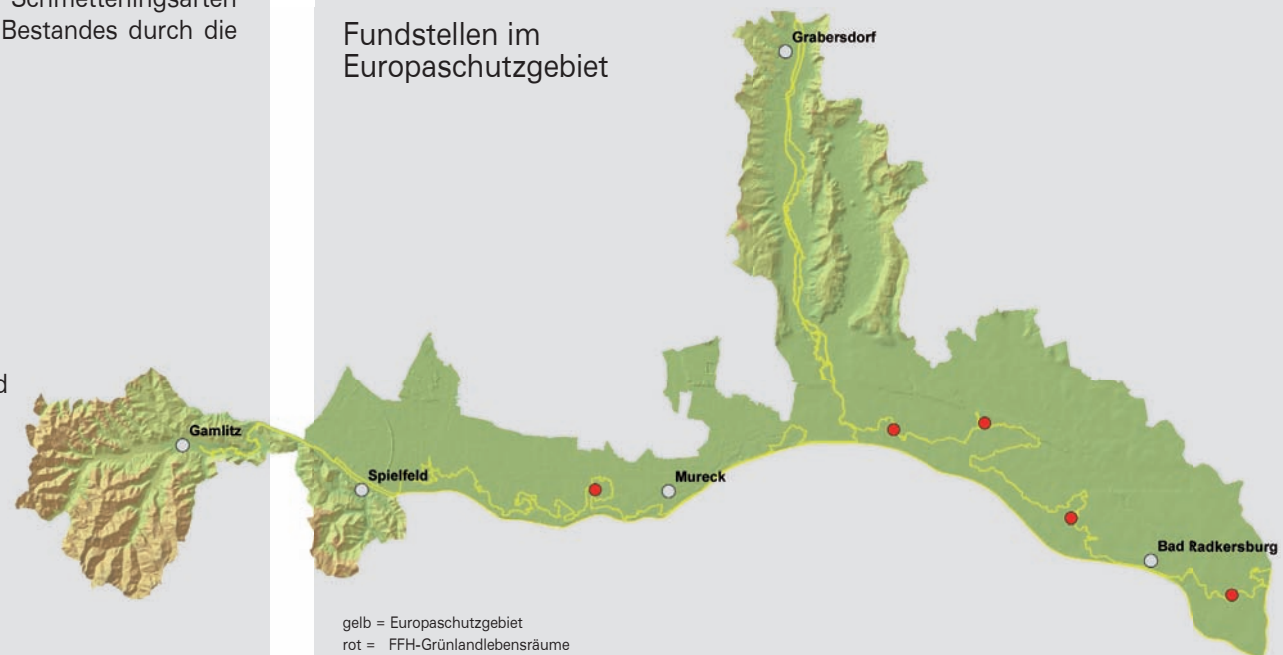 Schmetterlingsarten
Bestandes durch die
Fundstellen im
Europaschutzgebiet
Grabersdorf
Gamlitz
Spielfeld
Mureck
Bad Radkersburg
gelb = Europaschutzgebiet
rot = FFH-Grünlandlebensräume